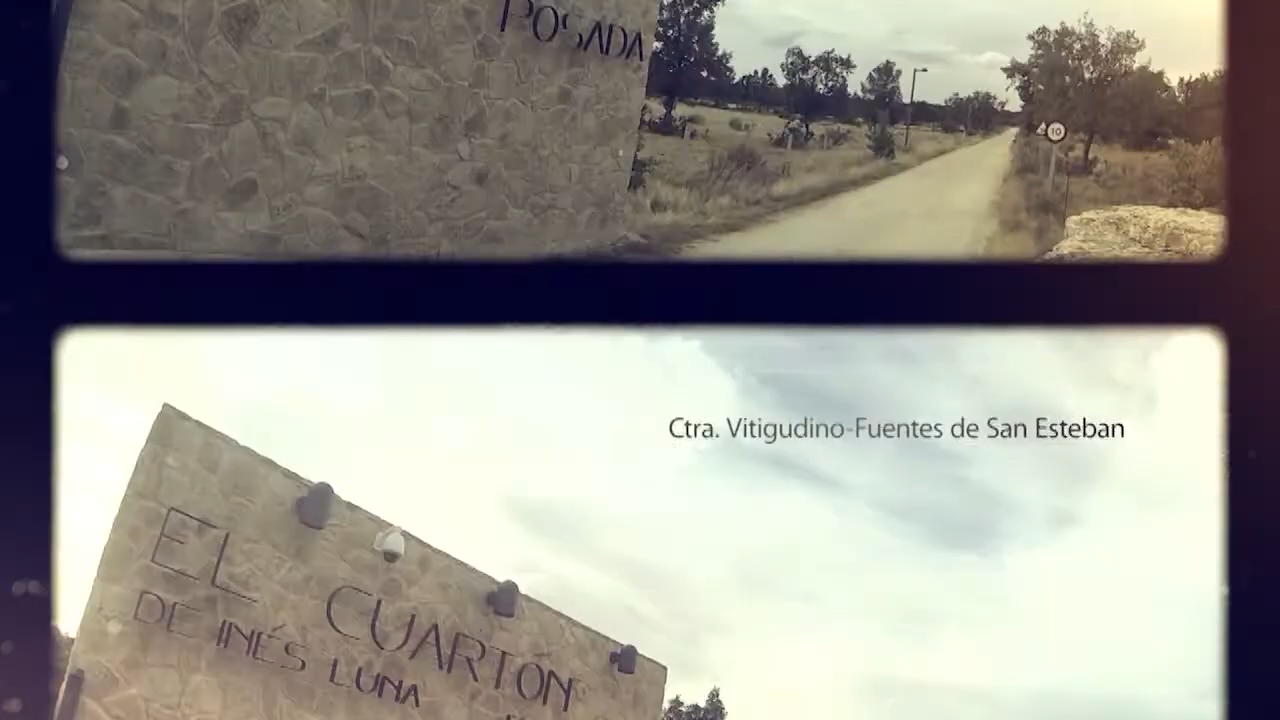 POSADA
10
Ctra. Vitigudino-Fuentes de San Esteban
EL CUARTÓN
DE INÉS LUNA